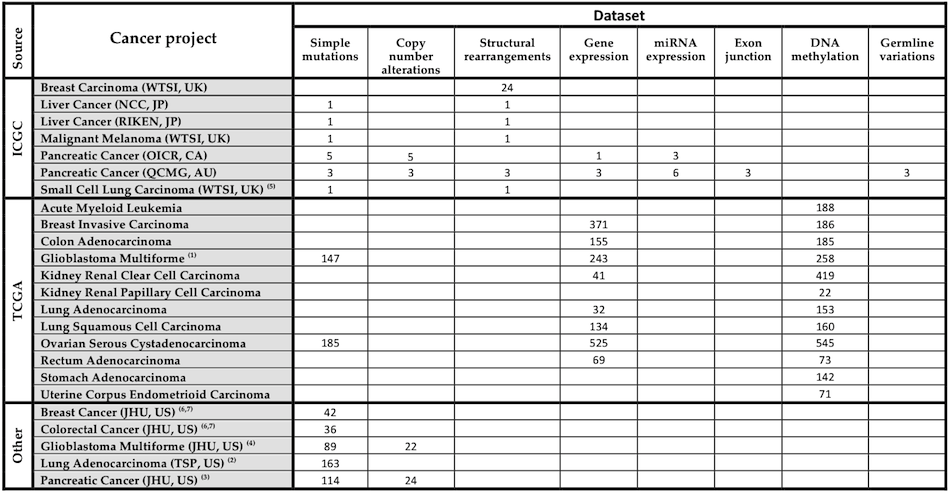 Source Cancer project Dataset
Simple mutations Copy number alterations Structural rearrangements Gene expression miRNA expression Exon junction DNA methylation Germline variations
ICGC
Breast Carcinoma (WTSI, UK) 24
Liver Cancer (NCC, JP) 1 1
Liver Cancer (RIKEN, JP) 1 1
Malignant Melanoma (WTSI, UK) 1 1
Pancreatic Cancer (OICR, CA) 5 5 1 3
Pancreatic Cancer (QCMG, AU) 3 3 3 3 6 3 3
Small Cell Lung Carcinoma (WTSI, UK) (5) 1 1
TCGA
Acute Myeloid Leukemia 188
Breast Invasive Carcinoma 371 186
Colon Adenocarcinoma 155 185
Glioblastoma Multiforme (1) 147 243 258
Kidney Renal Clear Cell Carcinoma 41 419
Kidney Renal Papillary Cell Carcinoma 22
Lung Adenocarcinoma 32 153
Lung Squamous Cell Carcinoma 134 160
Ovarian Serous Cystadenocarcinoma 185 525 545
Rectum Adenocarcinoma 69 73
Stomach Adenocarcinoma 142
Uterine Corpus Endometrioid Carcinoma 71
Other
Breast Cancer (JHU, US) (6,7) 42
Colorectal Cancer (JHU, US) (6,7) 36
Glioblastoma Multiforme (JHU, US) (4) 89 22
Lung Adenocarcinoma (TSP, US) (2) 163
Pancreatic Cancer (JHU, US) (3) 114 24